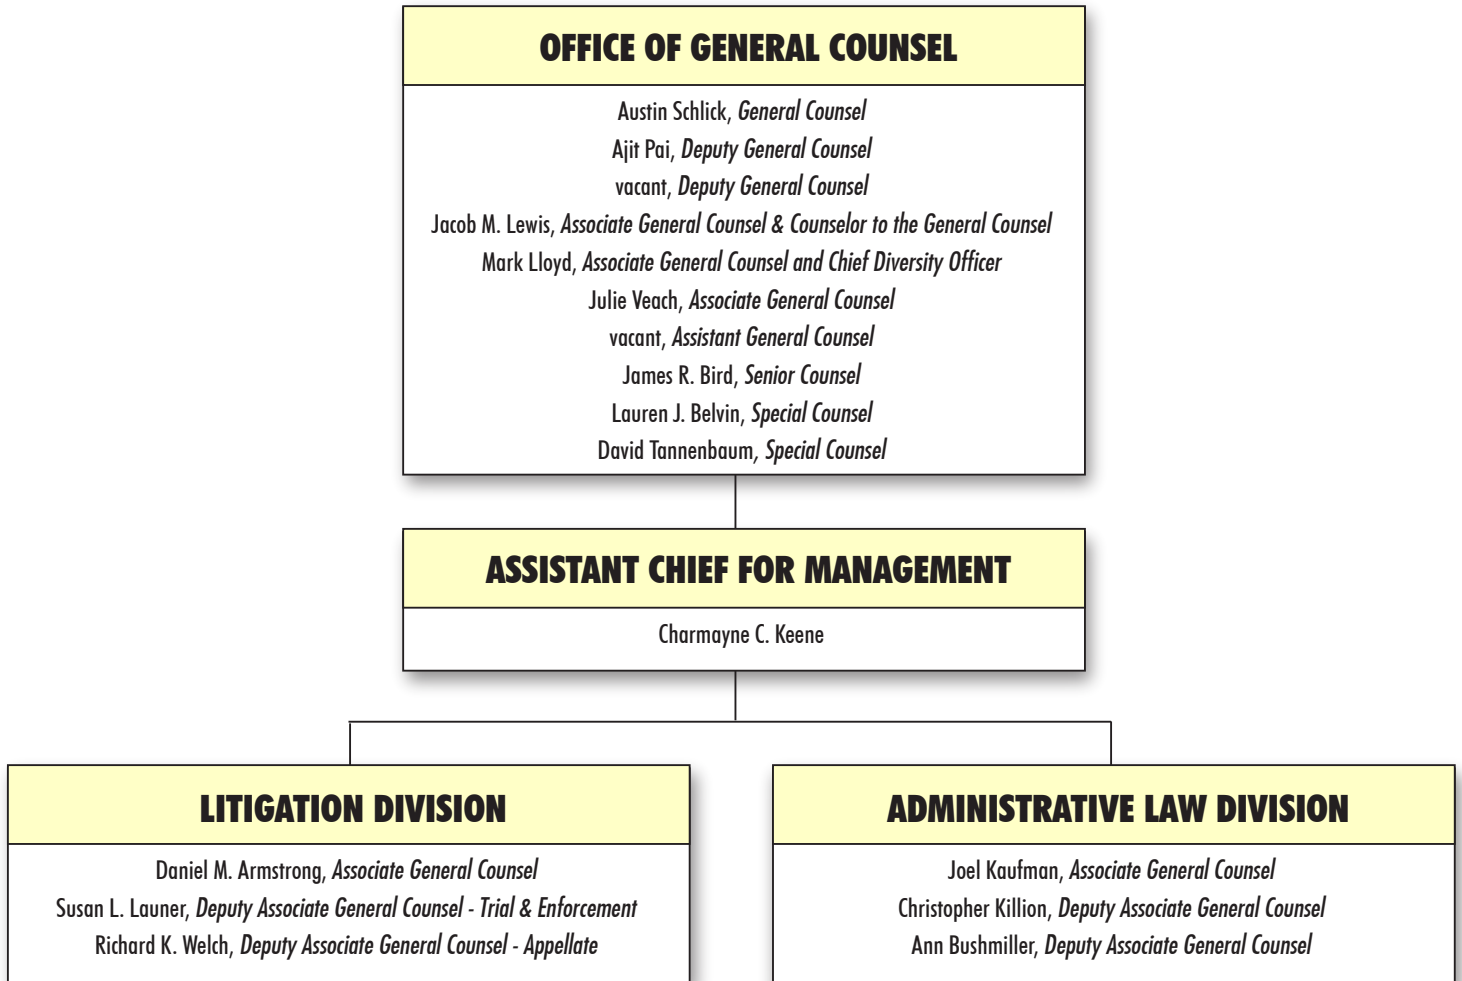 OFFICE OF GENERAL COUNSEL
Austin Schlick, General Counsel
Ajit Pai, Deputy General Counsel
vacant, Deputy General Counsel
Jacob M. Lewis, Associate General Counsel & Counselor to the General Counsel
Mark Lloyd, Associate General Counsel and Chief Diversity Officer
Julie Veach, Associate General Counsel
vacant, Assistant General Counsel
James R. Bird, Senior Counsel
Lauren J. Belvin, Special Counsel
David Tannenbaum, Special Counsel
ASSISTANT CHIEF FOR MANAGEMENT
Charmayne C. Keene
LITIGATION DIVISION
Daniel M. Armstrong, Associate General Counsel
Susan L. Launer, Deputy Associate General Counsel - Trial & Enforcement
Richard K. Welch, Deputy Associate General Counsel - Appellate
ADMINISTRATIVE LAW DIVISION
Joel Kaufman, Associate General Counsel
Christopher Killion, Deputy Associate General Counsel
Ann Bushmiller, Deputy Associate General Counsel